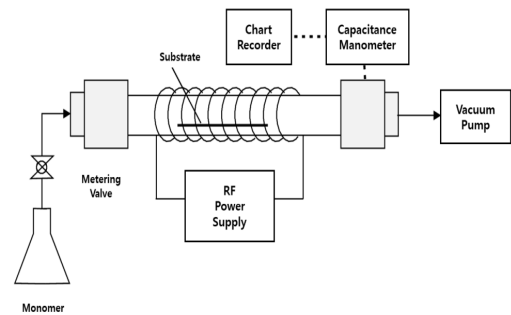 Chart
Recorder
Capacitance
Manometer
Substrate
Vacuum
Pump
Metering
Valve
RF
Power
Supply
Monomer